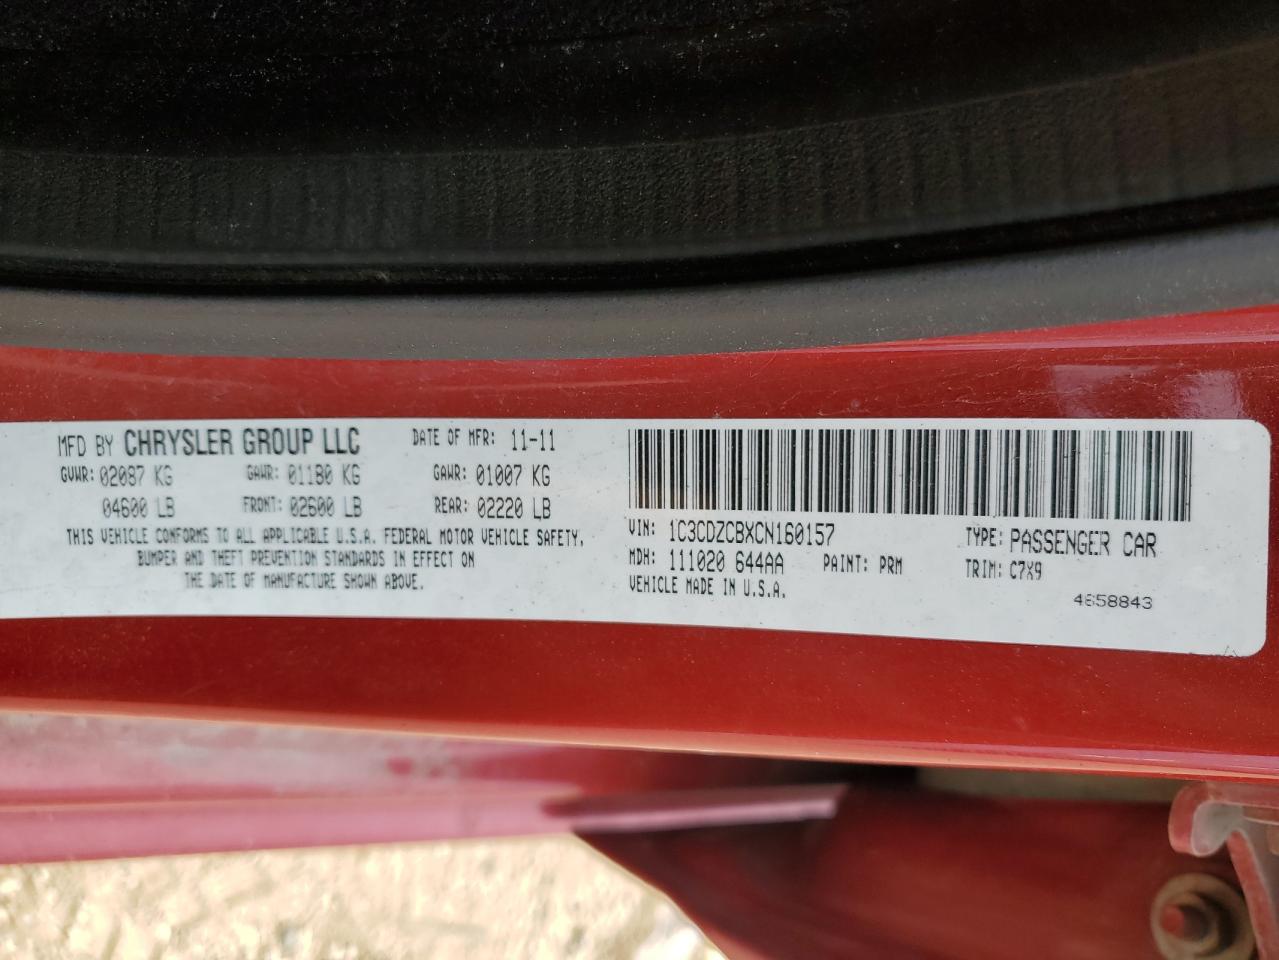 MFD BY CHRYSLER GROUP LLC DATE OF MFR: 11-11
GVWR: 02087 KG GAWR: 01180 KG GAWR: 01007 KG
04600 LB FRONT: 02600 LB REAR: 02220 LB
THIS VEHICLE CONFORMS TO ALL APPLICABLE U.S.A. FEDERAL MOTOR VEHICLE SAFETY,
BUMPER AND THEFT PREVENTION STANDARDS IN EFFECT ON
THE DATE OF MANUFACTURE SHOWN ABOVE.
VIN: 1C3CDZCBXCN160157 TYPE: PASSENGER CAR
MDH: 111020 644AA PAINT: PRM TRIM: C7X9
VEHICLE MADE IN U.S.A.
4658843